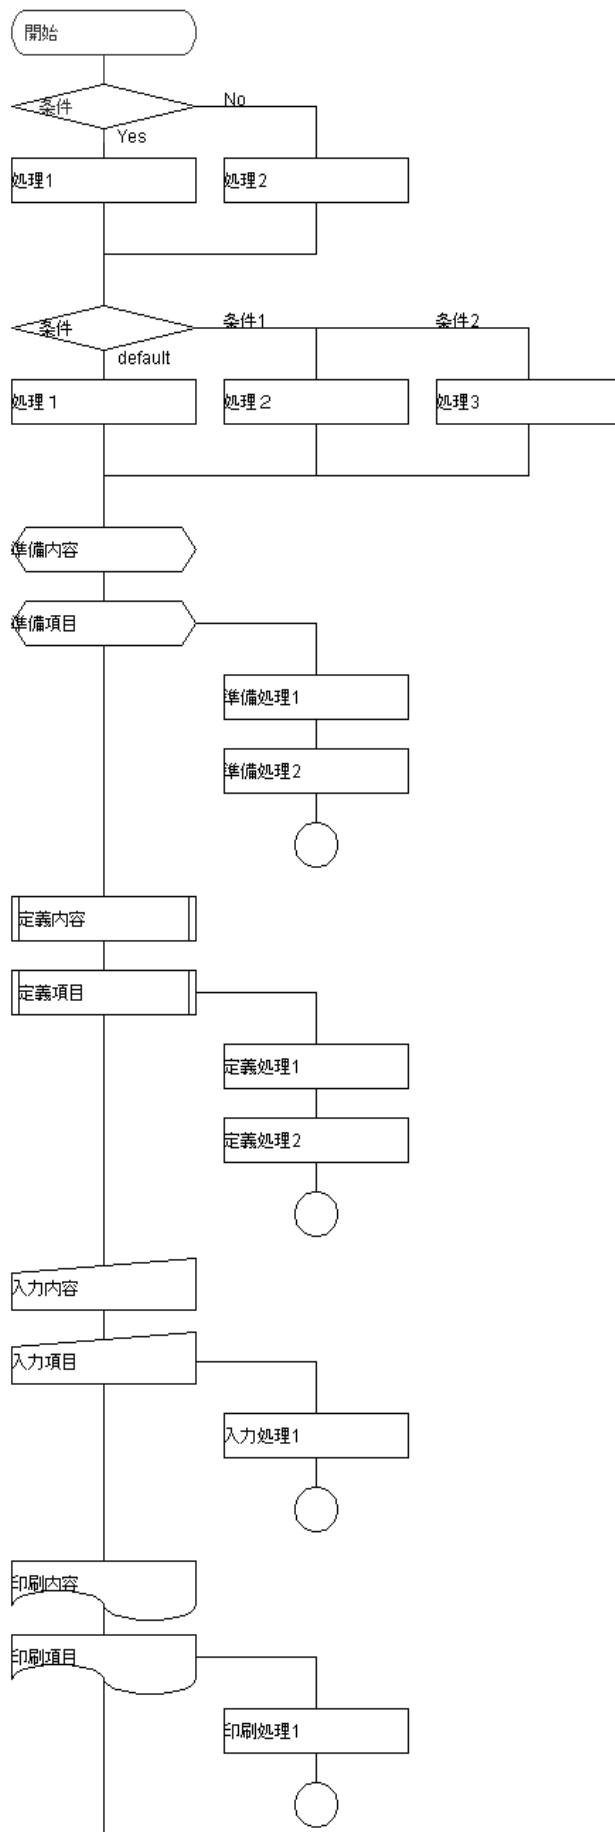 開始
条件
No
Yes
処理1
処理2
条件
条件1
条件2
default
処理１
処理２
処理3
準備内容
準備項目
準備処理1
準備処理2
定義内容
定義項目
定義処理1
定義処理2
入力内容
入力項目
入力処理1
印刷内容
印刷項目
印刷処理1